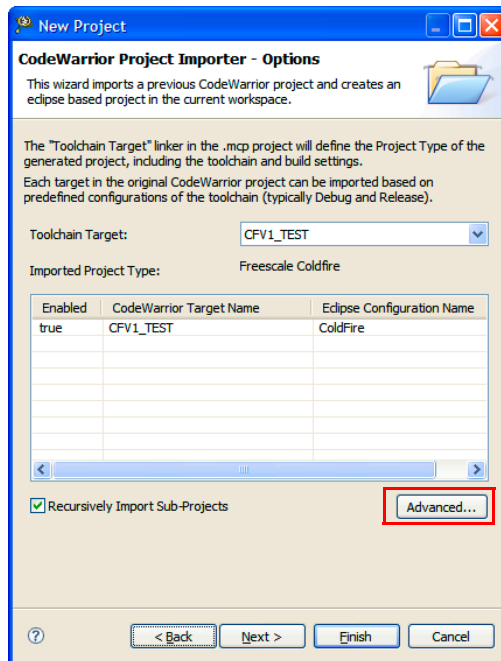 New Project
CodeWarrior Project Importer - Options
This wizard imports a previous CodeWarrior project and creates an
eclipse based project in the current workspace.
The "Toolchain Target" linker in the .mcp project will define the Project Type of the
generated project, including the toolchain and build settings.
Each target in the original CodeWarrior project can be imported based on
predefined configurations of the toolchain (typically Debug and Release).
Toolchain Target: CFV1_TEST
Imported Project Type: Freescale Coldfire
Enabled CodeWarrior Target Name Eclipse Configuration Name
true CFV1_TEST ColdFire
Recursively Import Sub-Projects Advanced...
? < Back Next > Finish Cancel